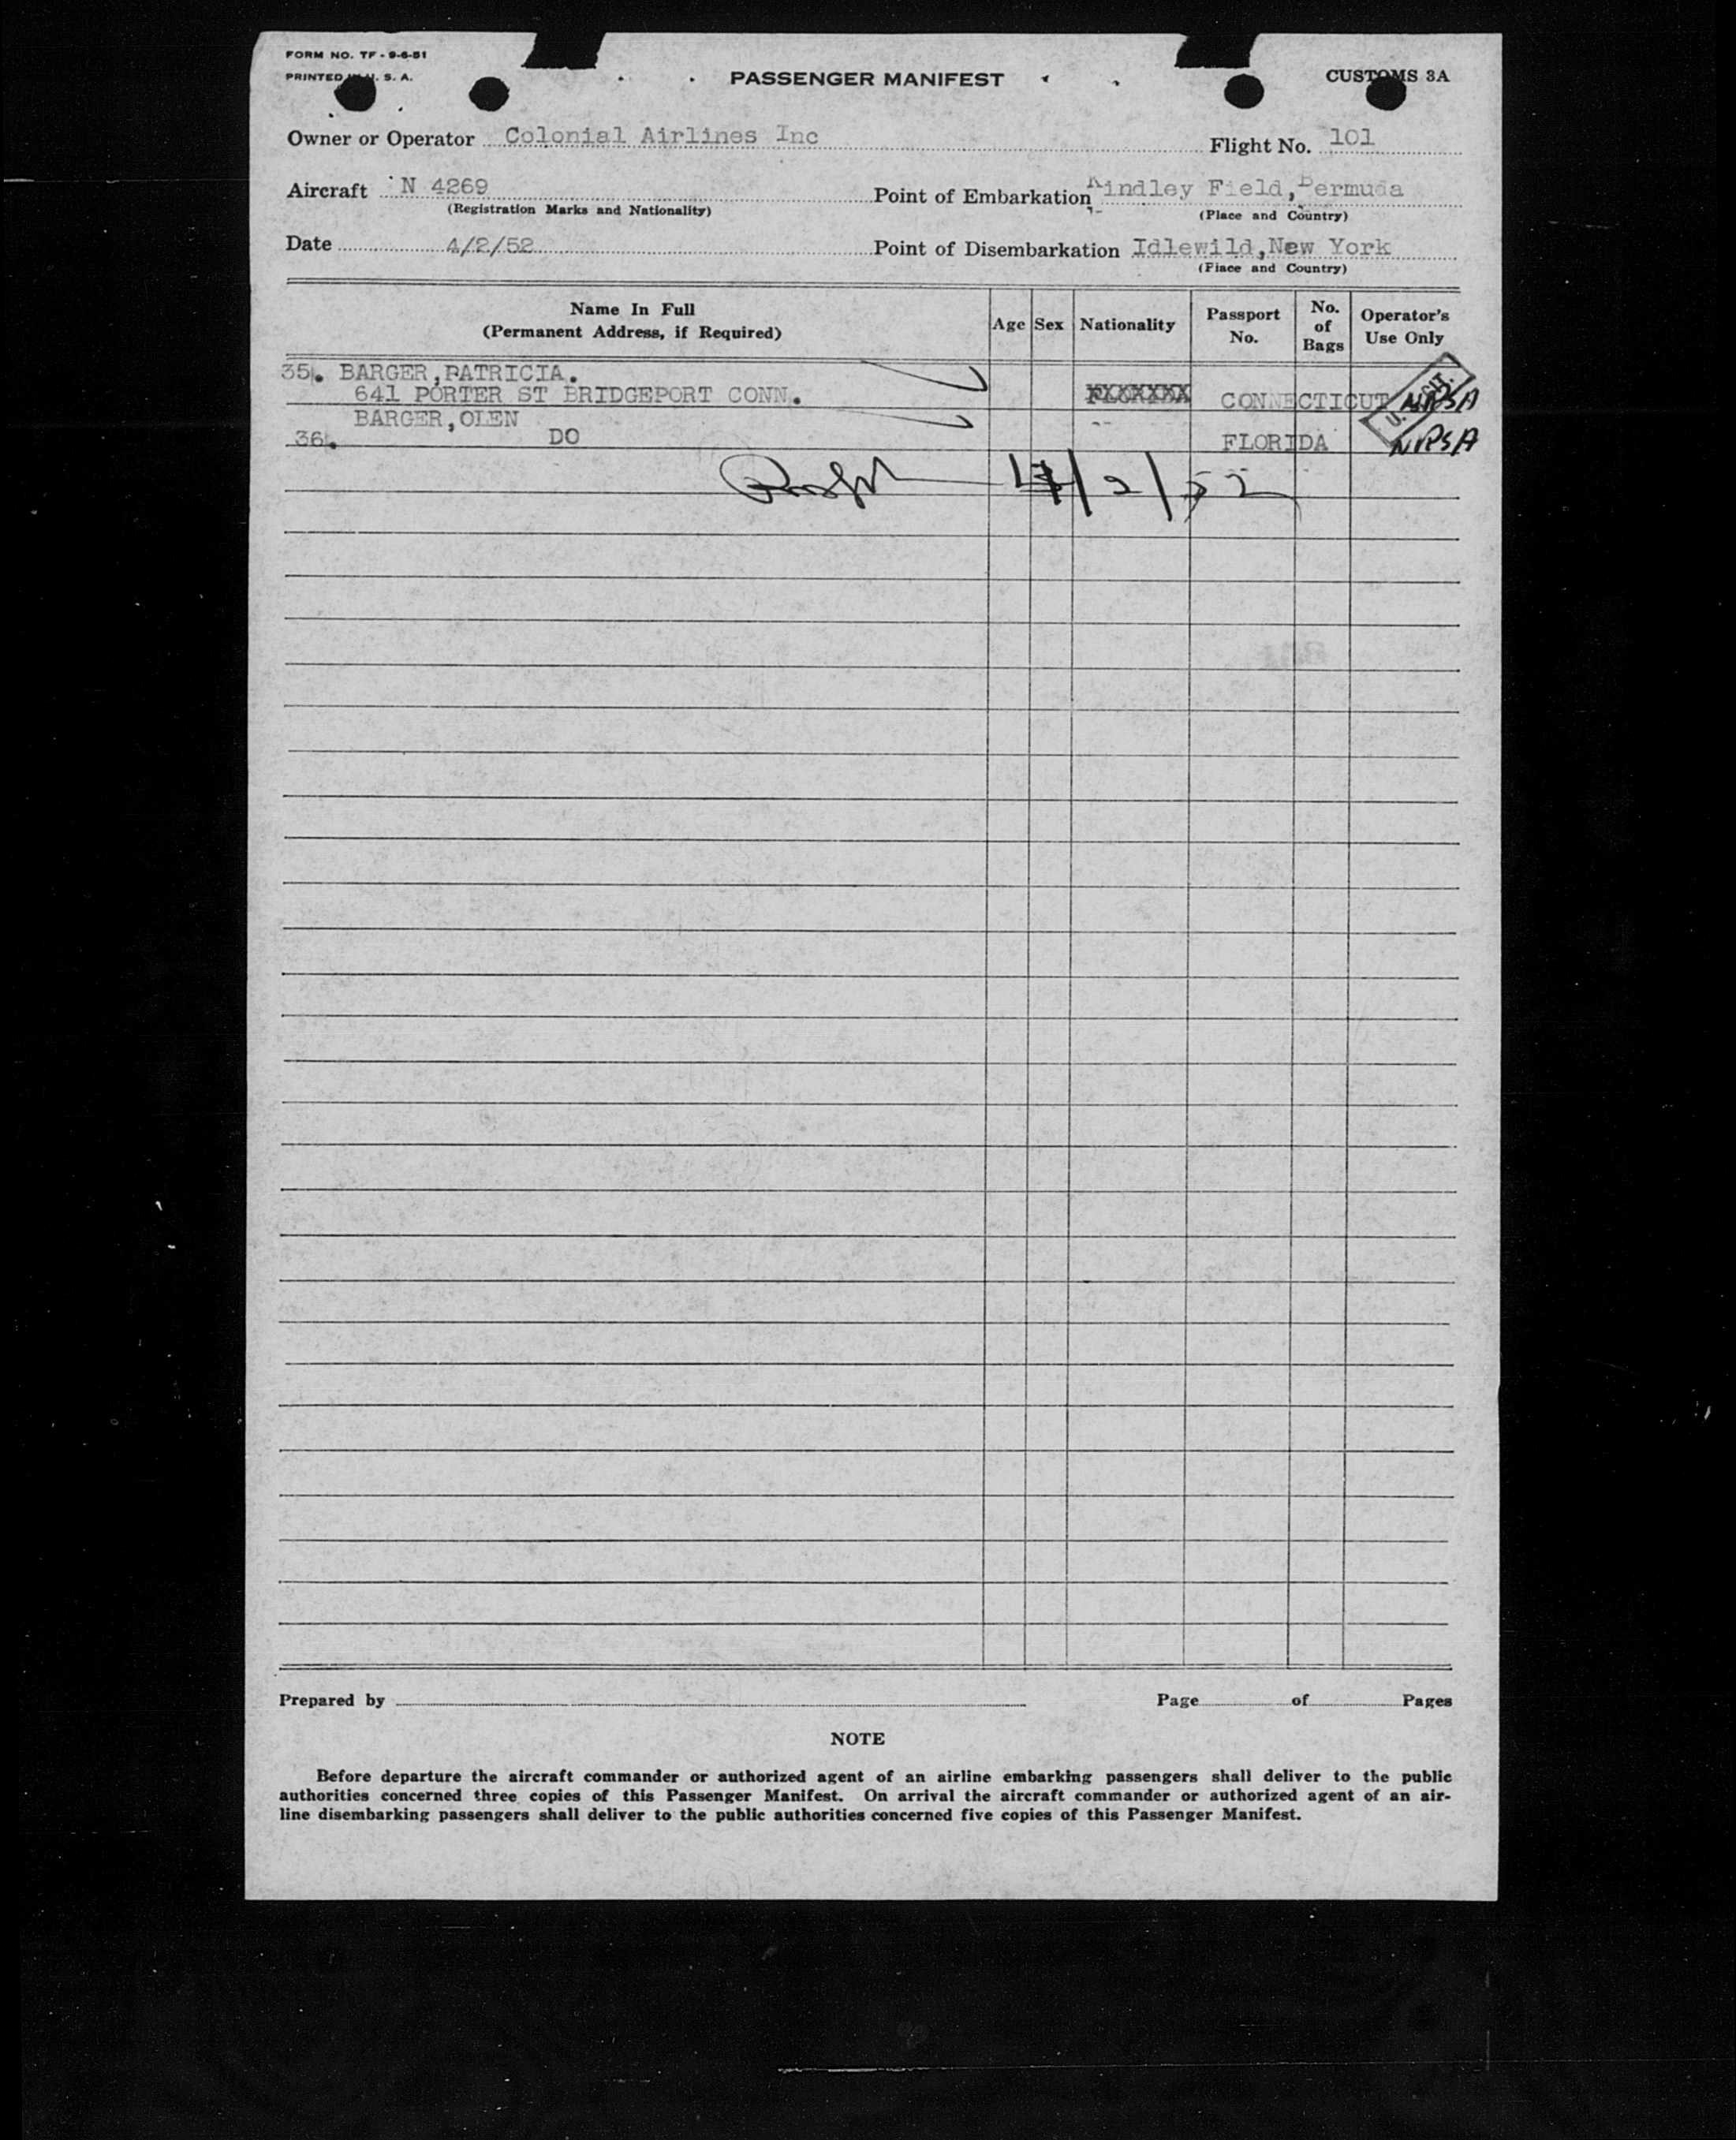 FORM NO. TF - 9-6-51
PRINTED IN U. S. A.
PASSENGER MANIFEST
CUSTOMS 3A
Owner or Operator Colonial Airlines Inc
Flight No. 101
Aircraft N 4269
(Registration Marks and Nationality)
Point of Embarkation Kindley Field, Bermuda
(Place and Country)
Date 4/2/52
Point of Disembarkation Idlewild,New York
(Place and Country)
Name In Full
(Permanent Address, if Required)
Age
Sex
Nationality
Passport
No.
No.
of
Bags
Operator's
Use Only
35. BARGER,PATRICIA.
641 PORTER ST BRIDGEPORT CONN.
CONNECTICUT
U. S. CIT.
BARGER,OLEN
36. DO
FLORIDA
4/2/52
Prepared by
Page of Pages
NOTE
Before departure the aircraft commander or authorized agent of an airline embarking passengers shall deliver to the public
authorities concerned three copies of this Passenger Manifest. On arrival the aircraft commander or authorized agent of an air-
line disembarking passengers shall deliver to the public authorities concerned five copies of this Passenger Manifest.